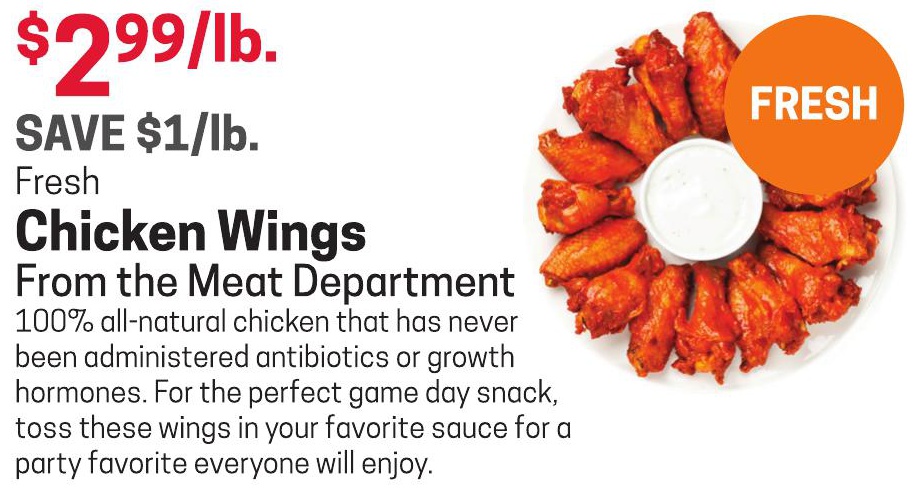 $2.99/lb.
SAVE $1/lb.
Fresh
Chicken Wings
From the Meat Department
100% all-natural chicken that has never
been administered antibiotics or growth
hormones. For the perfect game day snack,
toss these wings in your favorite sauce for a
party favorite everyone will enjoy.
FRESH